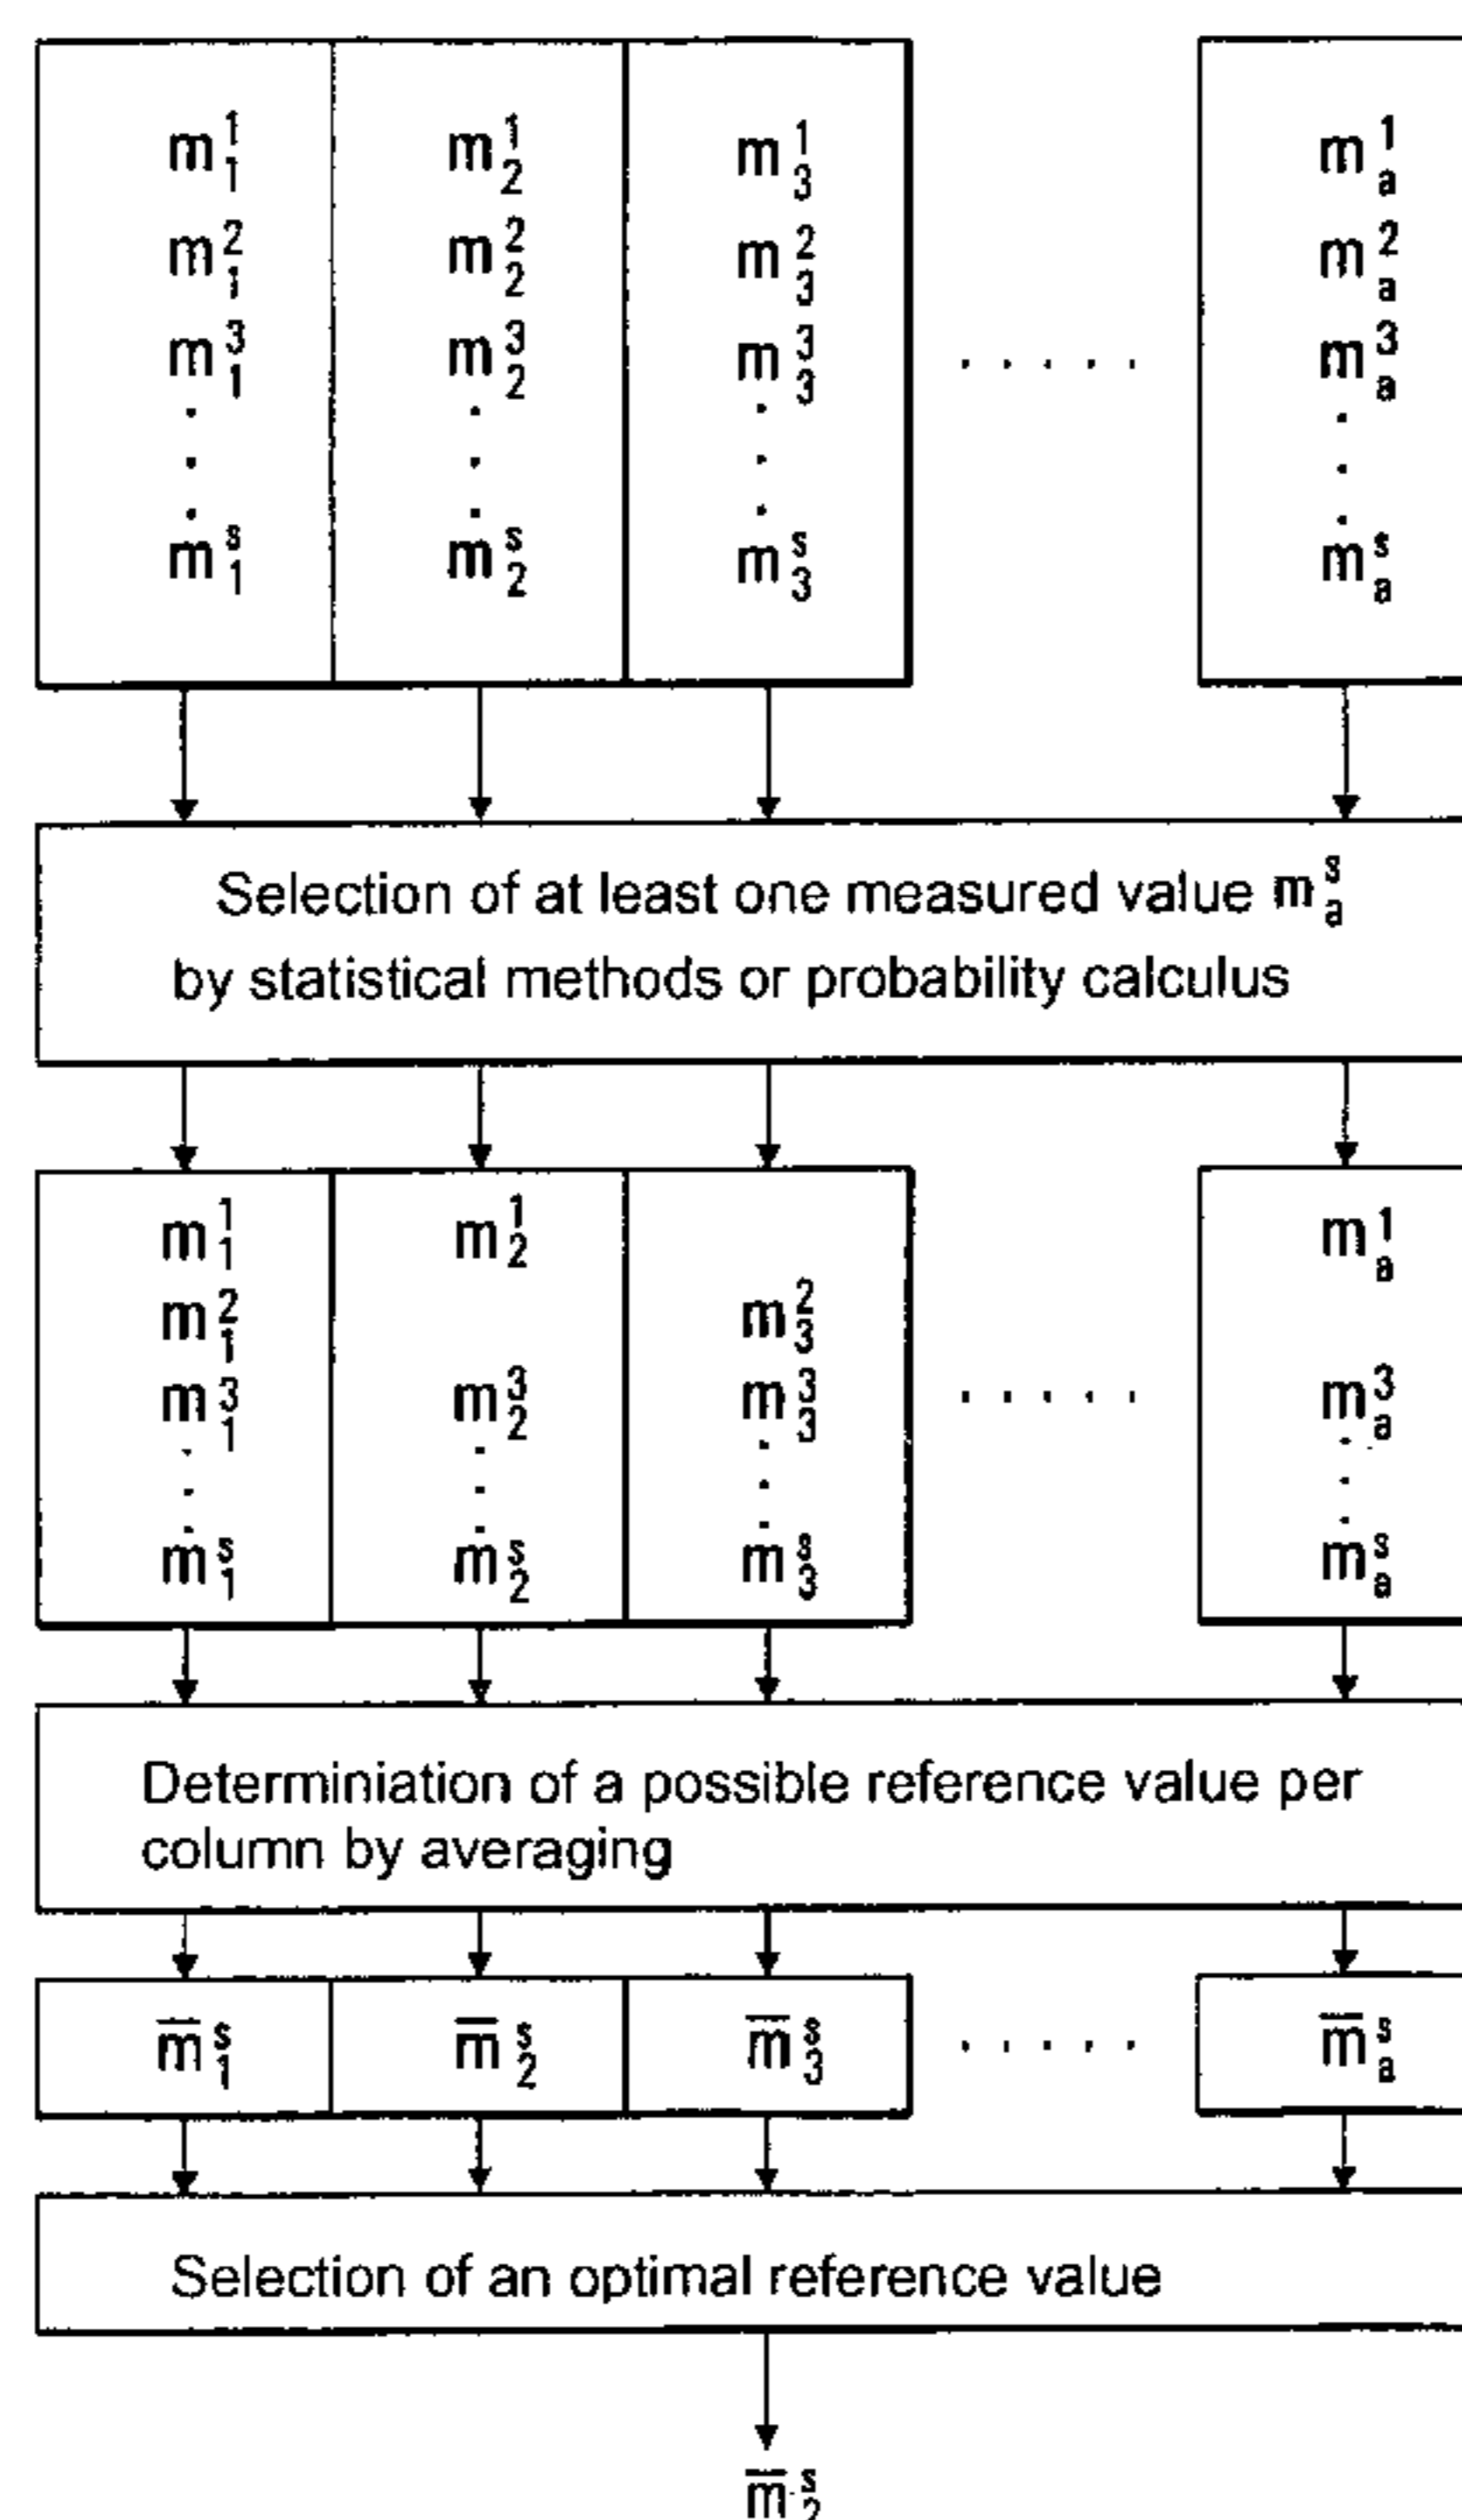 m₁¹ m₂¹ m₃¹ mₐ¹
m₁² m₂² m₃² mₐ²
m₁³ m₂³ m₃³ ..... mₐ³
. . . .
. . . .
. . . .
m₁ˢ m₂ˢ m₃ˢ mₐˢ
Selection of at least one measured value mₐˢ
by statistical methods or probability calculus
m₁¹ m₂¹ mₐ¹
m₁² m₃²
m₁³ m₂³ m₃³ ..... mₐ³
. . . .
. . . .
. . . .
m₁ˢ m₂ˢ m₃ˢ mₐˢ
Determiniation of a possible reference value per
column by averaging
m̅₁ˢ m̅₂ˢ m̅₃ˢ ..... m̅ₐˢ
Selection of an optimal reference value
m̅₂ˢ